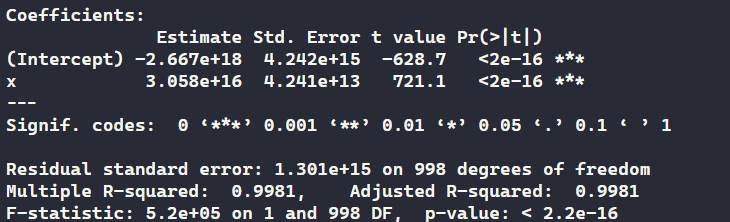 Coefficients:
Estimate Std. Error t value Pr(>|t|)
(Intercept) -2.667e+18 4.242e+15 -628.7 <2e-16 ***
x 3.058e+16 4.241e+13 721.1 <2e-16 ***
---
Signif. codes: 0 ‘***’ 0.001 ‘**’ 0.01 ‘*’ 0.05 ‘.’ 0.1 ‘ ’ 1
Residual standard error: 1.301e+15 on 998 degrees of freedom
Multiple R-squared: 0.9981, Adjusted R-squared: 0.9981
F-statistic: 5.2e+05 on 1 and 998 DF, p-value: < 2.2e-16